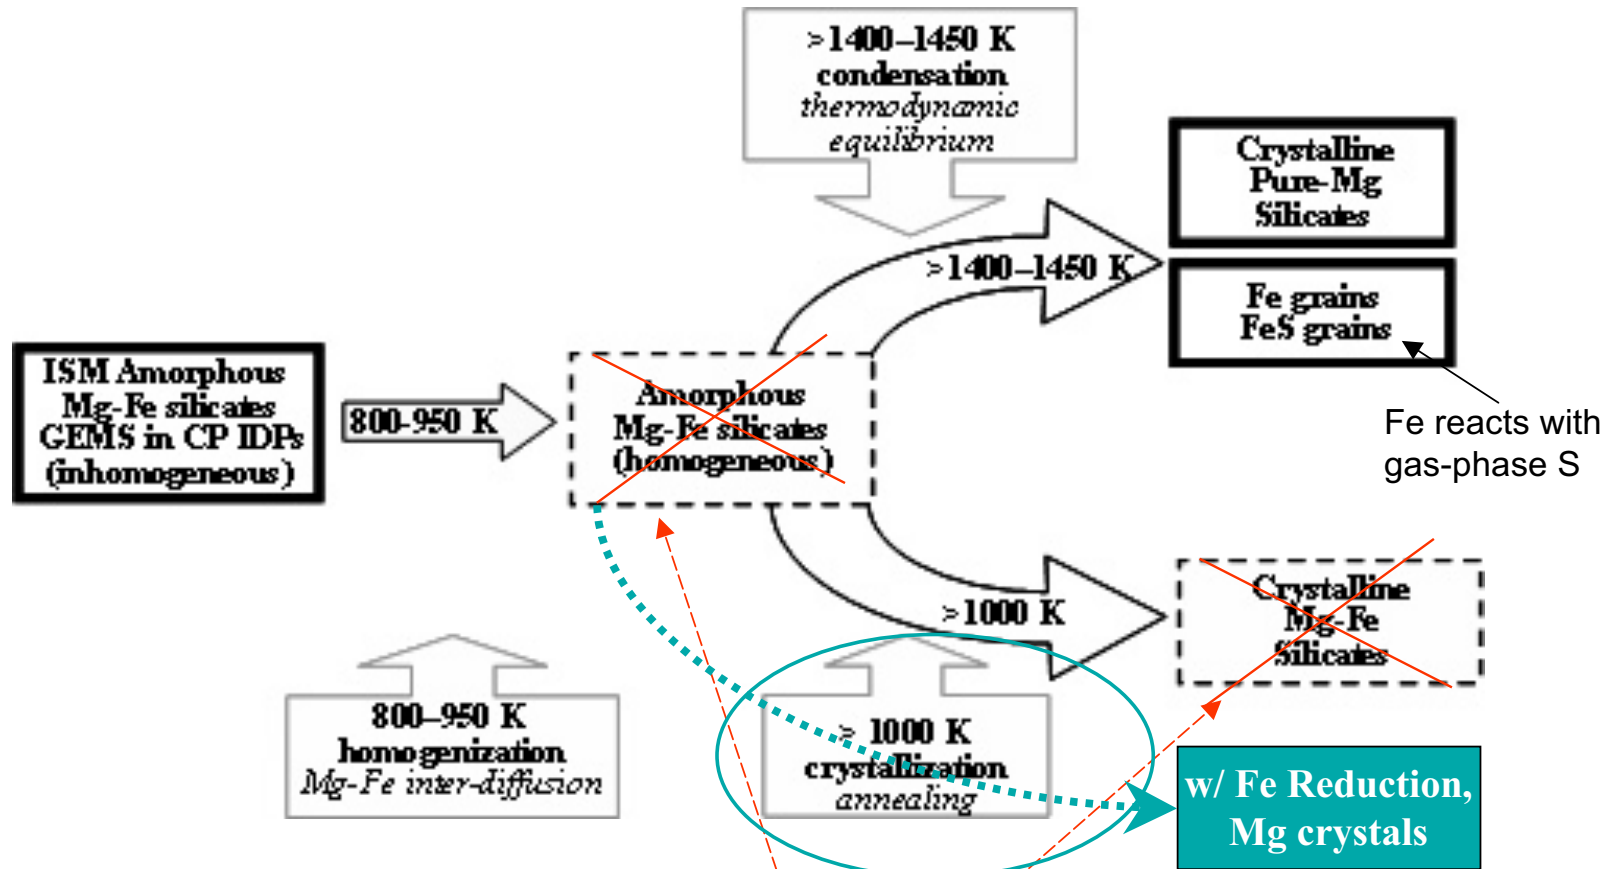 >1400–1450 K
condensation
thermodynamic
equilibrium
Crystalline
Pure-Mg
Silicates
>1400–1450 K
Fe grains
FeS grains
ISM Amorphous
Mg-Fe silicates
GEMS in CP IDPs
(inhomogeneous)
800-950 K
Amorphous
Mg-Fe silicates
(homogeneous)
Fe reacts with
gas-phase S
>1000 K
Crystalline
Mg-Fe
Silicates
800–950 K
homogenization
Mg-Fe inter-diffusion
> 1000 K
crystallization
annealing
w/ Fe Reduction,
Mg crystals